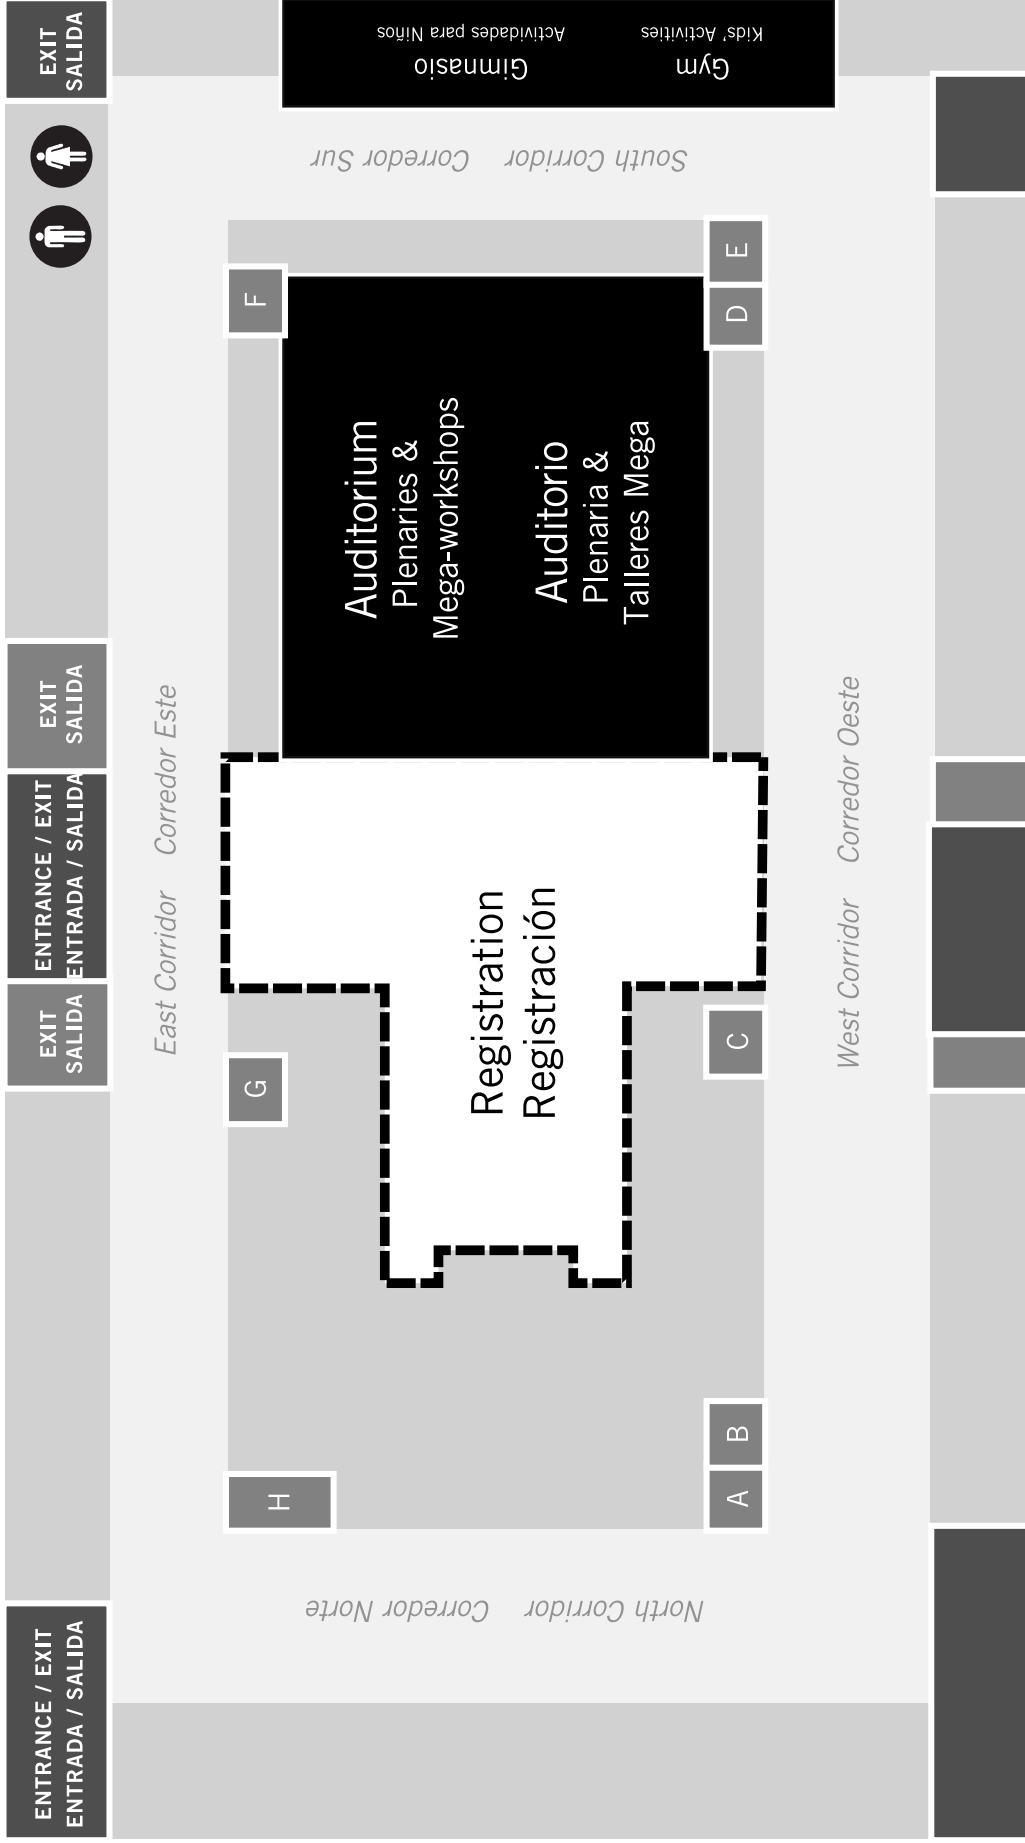 EXIT
SALIDA
Gym
Kids' Activities
Gimnasio
Actividades para Niños
South Corridor Corredor Sur
F
E
D
Auditorium
Plenaries &
Mega-workshops
Auditorio
Plenaria &
Talleres Mega
EXIT
SALIDA
ENTRANCE / EXIT
ENTRADA / SALIDA
EXIT
SALIDA
East Corridor Corredor Este
West Corridor Corredor Oeste
Registration
Registración
G
C
B
A
H
North Corridor Corredor Norte
ENTRANCE / EXIT
ENTRADA / SALIDA